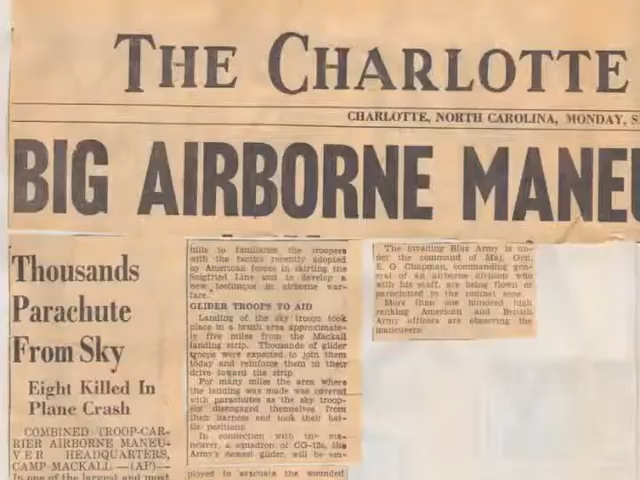 THE CHARLOTTE
CHARLOTTE, NORTH CAROLINA, MONDAY, S
BIG AIRBORNE MANEU
Thousands
Parachute
From Sky
Eight Killed In
Plane Crash
COMBINED TROOP-CAR-
RIER AIRBORNE MANEU-
VER HEADQUARTERS,
CAMP MACKALL —(AP)—
In one of the largest and most
hills to familiarize the troopers
with the tactics recently adopted
by American forces in skirting the
Seigfried Line and to develop a
new technique in airborne war-
fare.
GLIDER TROOPS TO AID
Landing of the sky troops took
place in a brush area approximate-
ly five miles from the Mackall
landing strip. Thousands of glider
troops were expected to join them
today and reinforce them in their
drive toward the strip.
For many miles the area where
the landing was made was covered
with parachutes as the sky troop-
ers disengaged themselves from
their harness and took their bat-
tle positions.
In connection with the ma-
neuver, a squadron of CG-13s, the
Army's newest glider, will be em-
ployed to evacuate the wounded
The invading Blue Army is un-
der the command of Maj. Gen.
E. G. Chapman, commanding gen-
eral of an airborne division who
with his staff, are being flown or
parachuted to the combat zone.
More than one hundred high
ranking American and British
Army officers are observing the
maneuvers